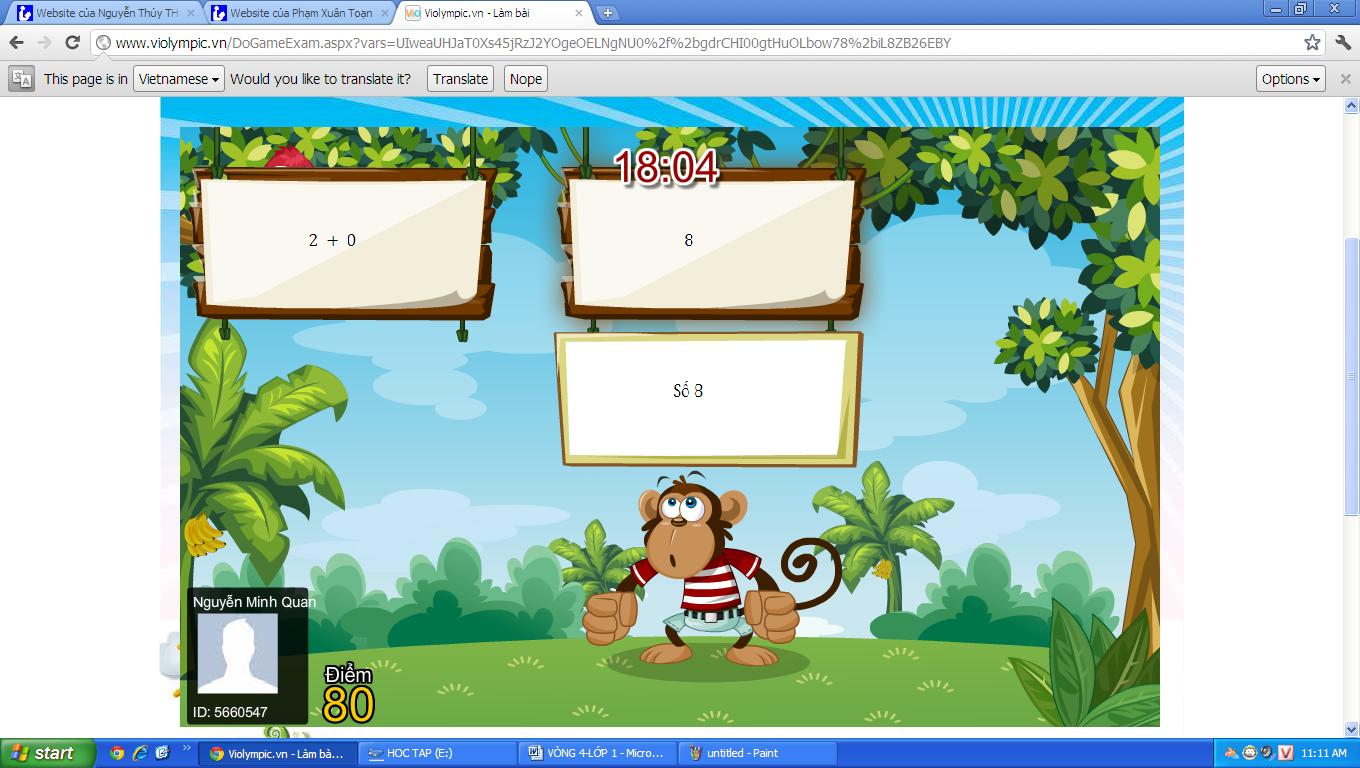 Website của Nguyễn Thúy TH
Website của Phạm Xuân Toạn
Violympic.vn - Làm bài
www.violympic.vn/DoGameExam.aspx?vars=UIweaUHJaT0Xs45jRzJ2YOgeOELNgNU0%2f%2bgdrCHI00gtHuOLbow78%2biL8ZB26EBY
This page is in Vietnamese Would you like to translate it? Translate Nope Options
18:04
2 + 0
8
Số 8
Nguyễn Minh Quan
ID: 5660547
Điểm
80
start
Violympic.vn - Làm bà...
HOC TAP (E:)
VÒNG 4-LỚP 1 - Micro...
untitled - Paint
11:11 AM